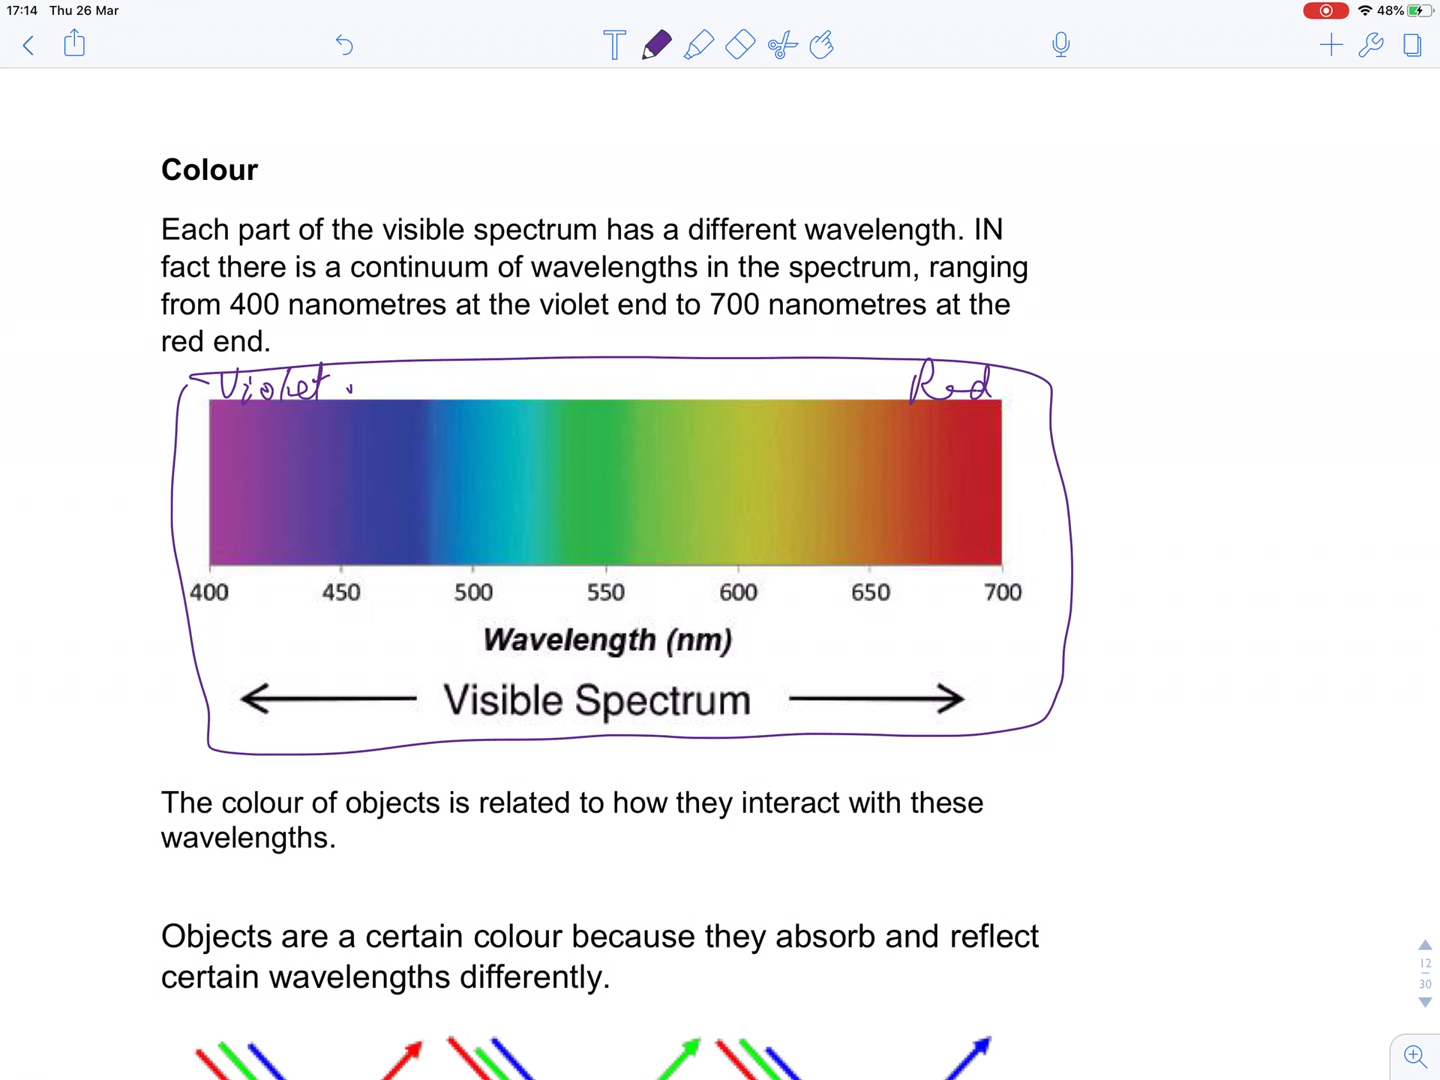 17:14 Thu 26 Mar
48%
T
Colour
Each part of the visible spectrum has a different wavelength. IN
fact there is a continuum of wavelengths in the spectrum, ranging
from 400 nanometres at the violet end to 700 nanometres at the
red end.
Violet Red
400 450 500 550 600 650 700
Wavelength (nm)
Visible Spectrum
The colour of objects is related to how they interact with these
wavelengths.
Objects are a certain colour because they absorb and reflect
certain wavelengths differently.
12
30